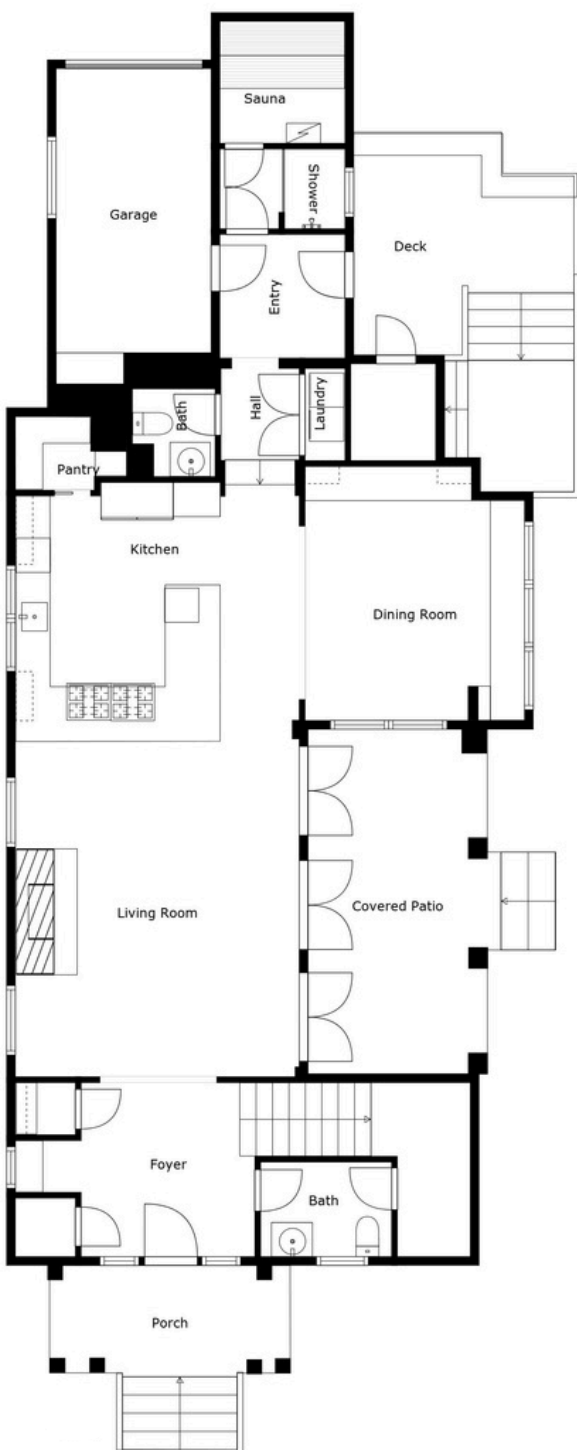 Sauna
Shower
Garage
Deck
Entry
Hall
Laundry
Bath
Pantry
Kitchen
Dining Room
Living Room
Covered Patio
Foyer
Bath
Porch